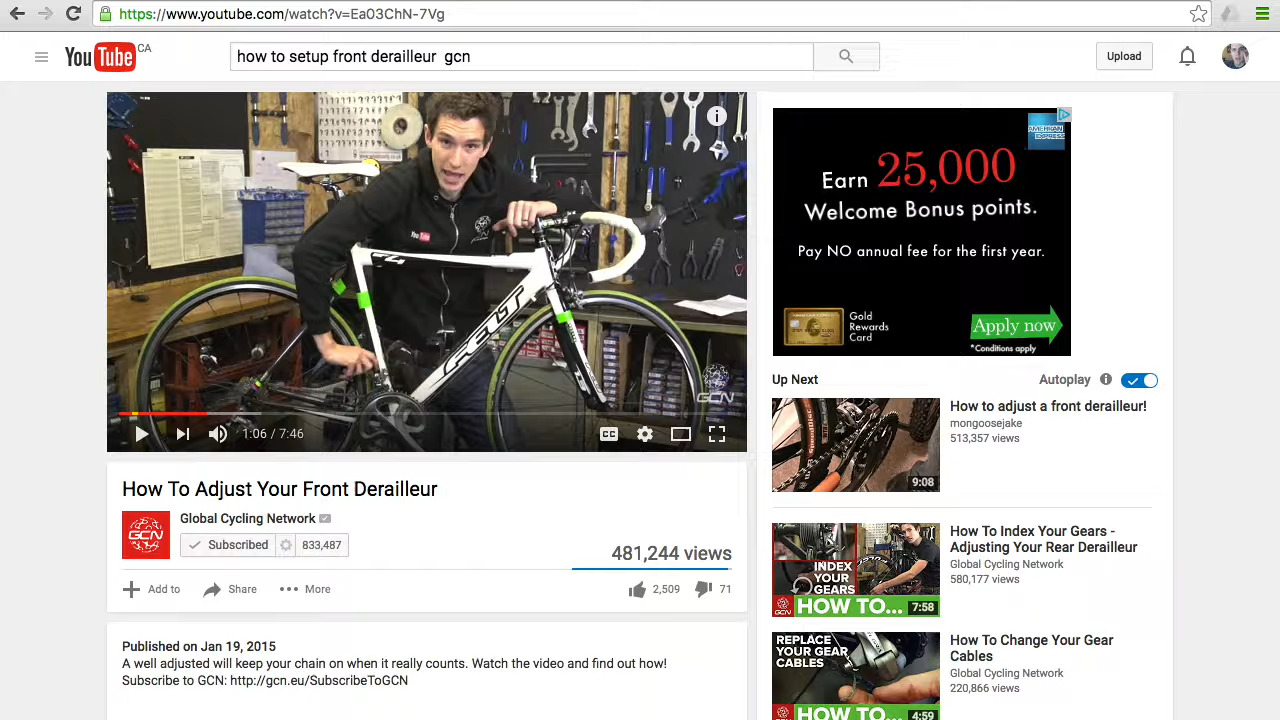 https://www.youtube.com/watch?v=Ea03ChN-7Vg
YouTube CA
how to setup front derailleur gcn
Upload
YouTube
FELT
GCN
1:06 / 7:46
CC
AMERICAN EXPRESS
Earn 25,000
Welcome Bonus points.
Pay NO annual fee for the first year.
Gold
Rewards
Card
Apply now
*Conditions apply
How To Adjust Your Front Derailleur
GCN
Global Cycling Network
Subscribed 833,487
481,244 views
Add to Share More 2,509 71
Published on Jan 19, 2015
A well adjusted will keep your chain on when it really counts. Watch the video and find out how!
Subscribe to GCN: http://gcn.eu/SubscribeToGCN
Up Next Autoplay
How to adjust a front derailleur!
mongoosejake
513,357 views
9:08
How To Index Your Gears -
Adjusting Your Rear Derailleur
Global Cycling Network
580,177 views
INDEX
YOUR
GEARS
HOW TO...
7:58
How To Change Your Gear
Cables
Global Cycling Network
220,866 views
REPLACE
YOUR GEAR
CABLES
HOW TO...
4:59